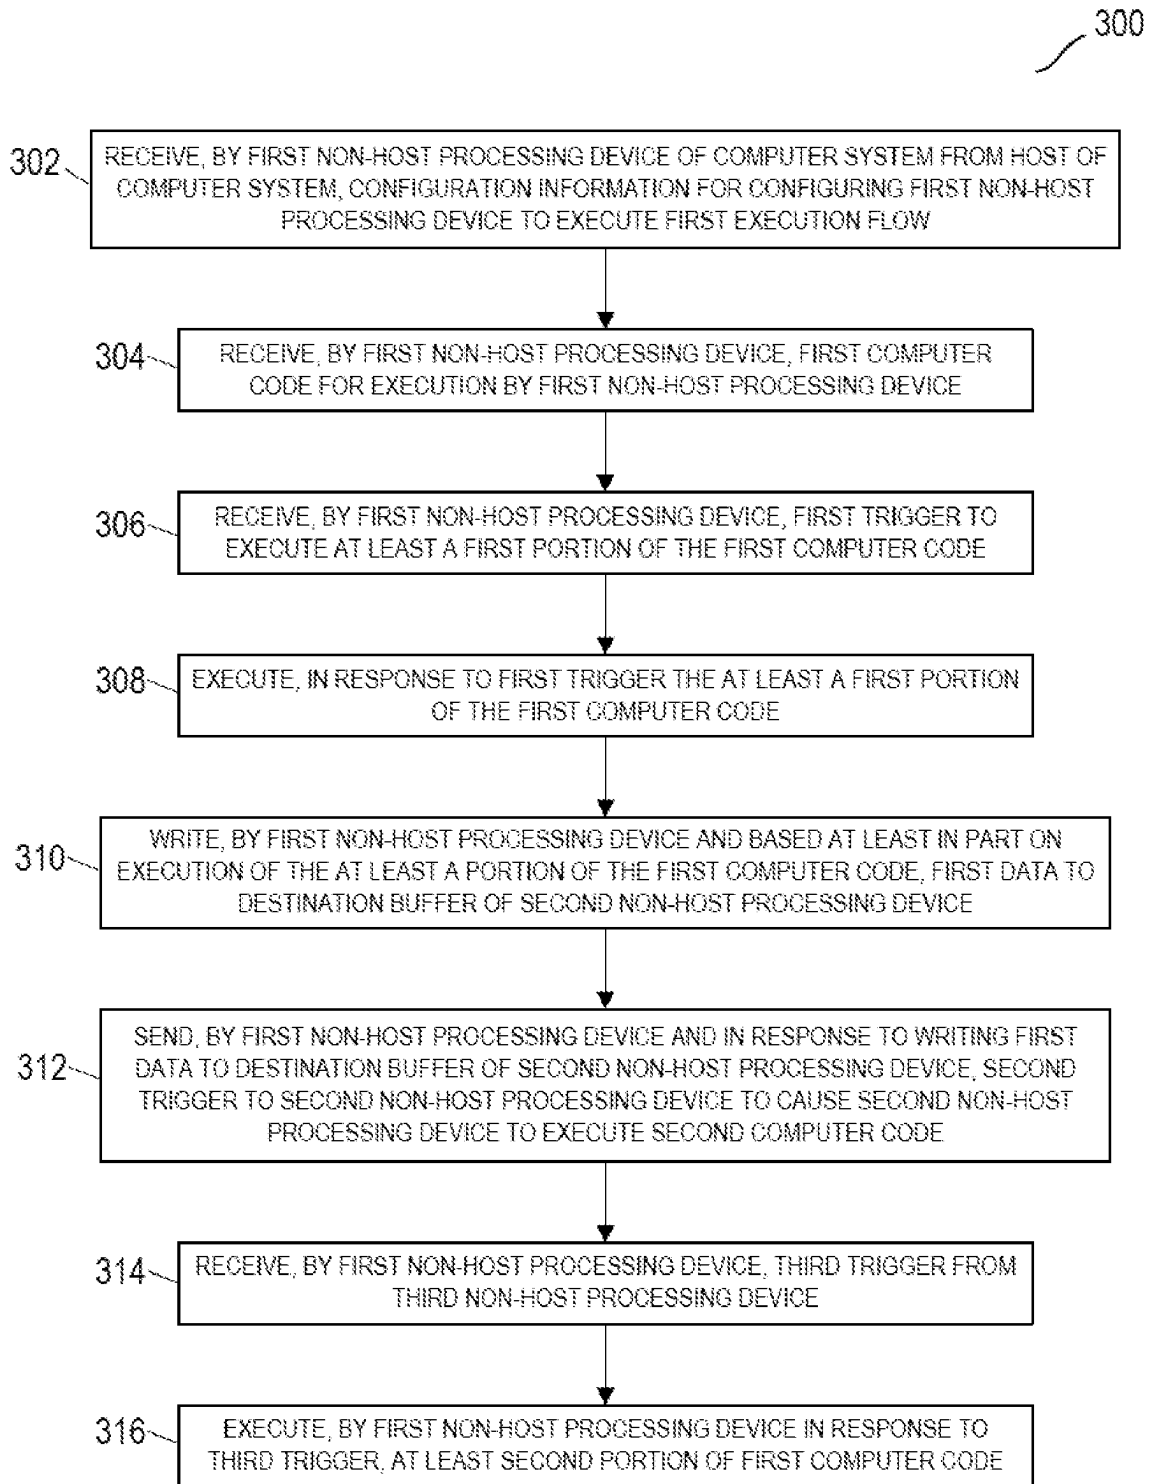 300
302
RECEIVE, BY FIRST NON-HOST PROCESSING DEVICE OF COMPUTER SYSTEM FROM HOST OF
COMPUTER SYSTEM, CONFIGURATION INFORMATION FOR CONFIGURING FIRST NON-HOST
PROCESSING DEVICE TO EXECUTE FIRST EXECUTION FLOW
304
RECEIVE, BY FIRST NON-HOST PROCESSING DEVICE, FIRST COMPUTER
CODE FOR EXECUTION BY FIRST NON-HOST PROCESSING DEVICE
306
RECEIVE, BY FIRST NON-HOST PROCESSING DEVICE, FIRST TRIGGER TO
EXECUTE AT LEAST A FIRST PORTION OF THE FIRST COMPUTER CODE
308
EXECUTE, IN RESPONSE TO FIRST TRIGGER THE AT LEAST A FIRST PORTION
OF THE FIRST COMPUTER CODE
310
WRITE, BY FIRST NON-HOST PROCESSING DEVICE AND BASED AT LEAST IN PART ON
EXECUTION OF THE AT LEAST A PORTION OF THE FIRST COMPUTER CODE, FIRST DATA TO
DESTINATION BUFFER OF SECOND NON-HOST PROCESSING DEVICE
312
SEND, BY FIRST NON-HOST PROCESSING DEVICE AND IN RESPONSE TO WRITING FIRST
DATA TO DESTINATION BUFFER OF SECOND NON-HOST PROCESSING DEVICE, SECOND
TRIGGER TO SECOND NON-HOST PROCESSING DEVICE TO CAUSE SECOND NON-HOST
PROCESSING DEVICE TO EXECUTE SECOND COMPUTER CODE
314
RECEIVE, BY FIRST NON-HOST PROCESSING DEVICE, THIRD TRIGGER FROM
THIRD NON-HOST PROCESSING DEVICE
316
EXECUTE, BY FIRST NON-HOST PROCESSING DEVICE IN RESPONSE TO
THIRD TRIGGER, AT LEAST SECOND PORTION OF FIRST COMPUTER CODE